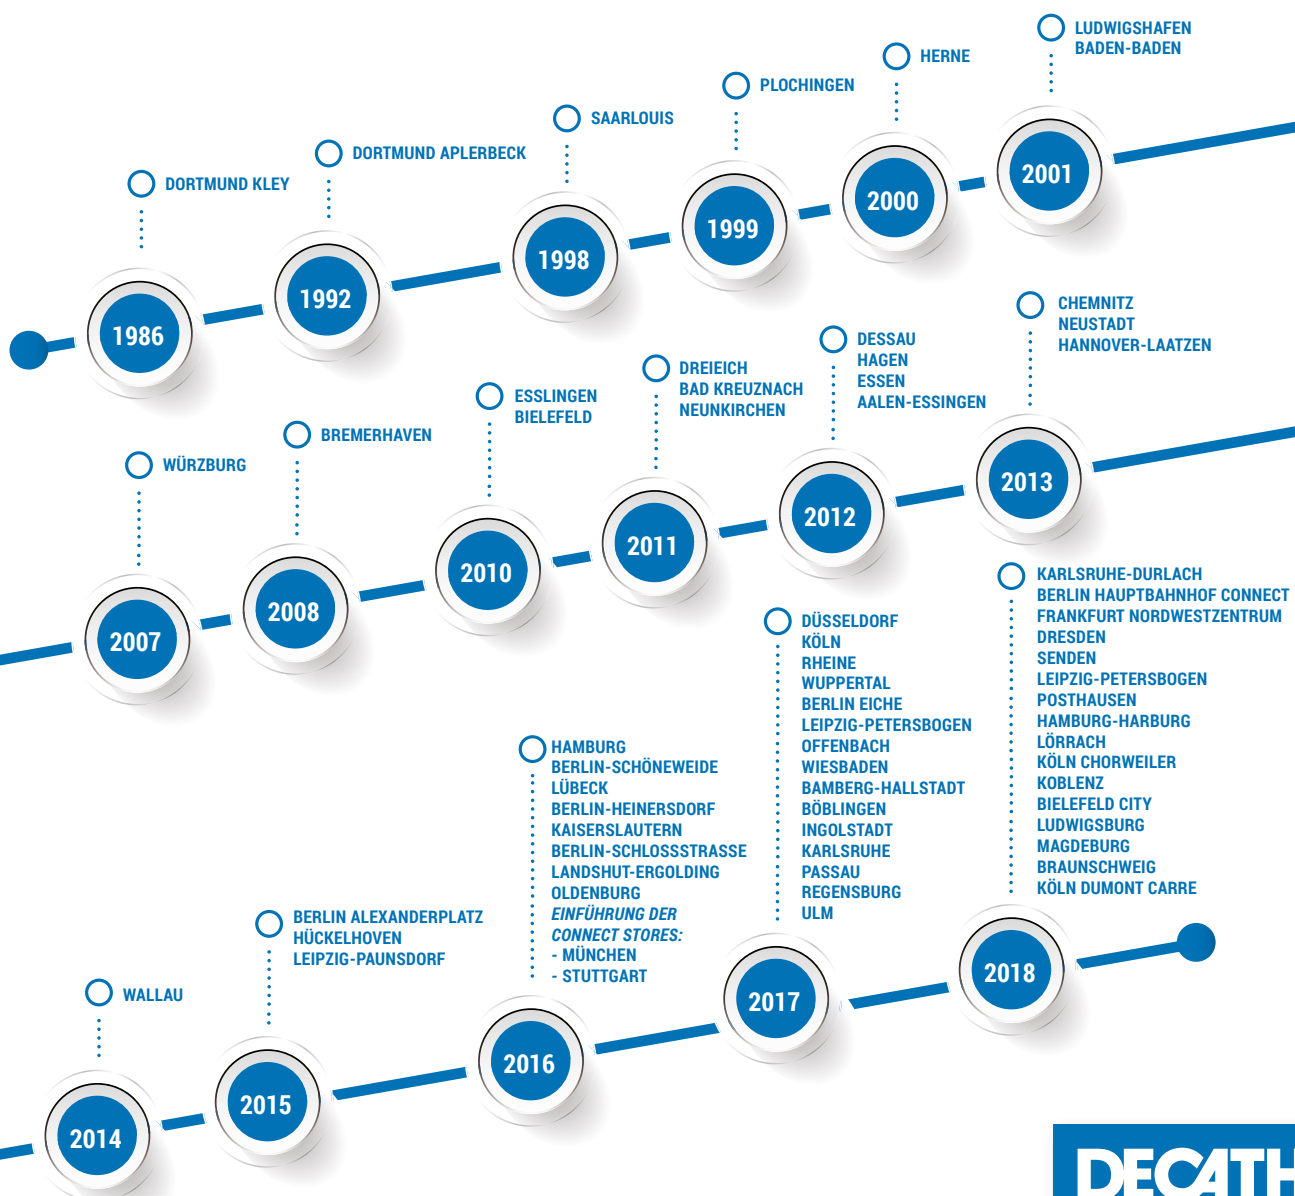 DORTMUND KLEY
1986
DORTMUND APLERBECK
1992
SAARLOUIS
1998
PLOCHINGEN
1999
HERNE
2000
LUDWIGSHAFEN
BADEN-BADEN
2001
WÜRZBURG
2007
BREMERHAVEN
2008
ESSLINGEN
BIELEFELD
2010
DREIEICH
BAD KREUZNACH
NEUNKIRCHEN
2011
DESSAU
HAGEN
ESSEN
AALEN-ESSINGEN
2012
CHEMNITZ
NEUSTADT
HANNOVER-LAATZEN
2013
WALLAU
2014
BERLIN ALEXANDERPLATZ
HÜCKELHOVEN
LEIPZIG-PAUNSDORF
2015
HAMBURG
BERLIN-SCHÖNEWEIDE
LÜBECK
BERLIN-HEINERSDORF
KAISERSLAUTERN
BERLIN-SCHLOSSSTRASSE
LANDSHUT-ERGOLDING
OLDENBURG
EINFÜHRUNG DER
CONNECT STORES:
- MÜNCHEN
- STUTTGART
2016
DÜSSELDORF
KÖLN
RHEINE
WUPPERTAL
BERLIN EICHE
LEIPZIG-PETERSBOGEN
OFFENBACH
WIESBADEN
BAMBERG-HALLSTADT
BÖBLINGEN
INGOLSTADT
KARLSRUHE
PASSAU
REGENSBURG
ULM
2017
KARLSRUHE-DURLACH
BERLIN HAUPTBAHNHOF CONNECT
FRANKFURT NORDWESTZENTRUM
DRESDEN
SENDEN
LEIPZIG-PETERSBOGEN
POSTHAUSEN
HAMBURG-HARBURG
LÖRRACH
KÖLN CHORWEILER
KOBLENZ
BIELEFELD CITY
LUDWIGSBURG
MAGDEBURG
BRAUNSCHWEIG
KÖLN DUMONT CARRE
2018
DECATH